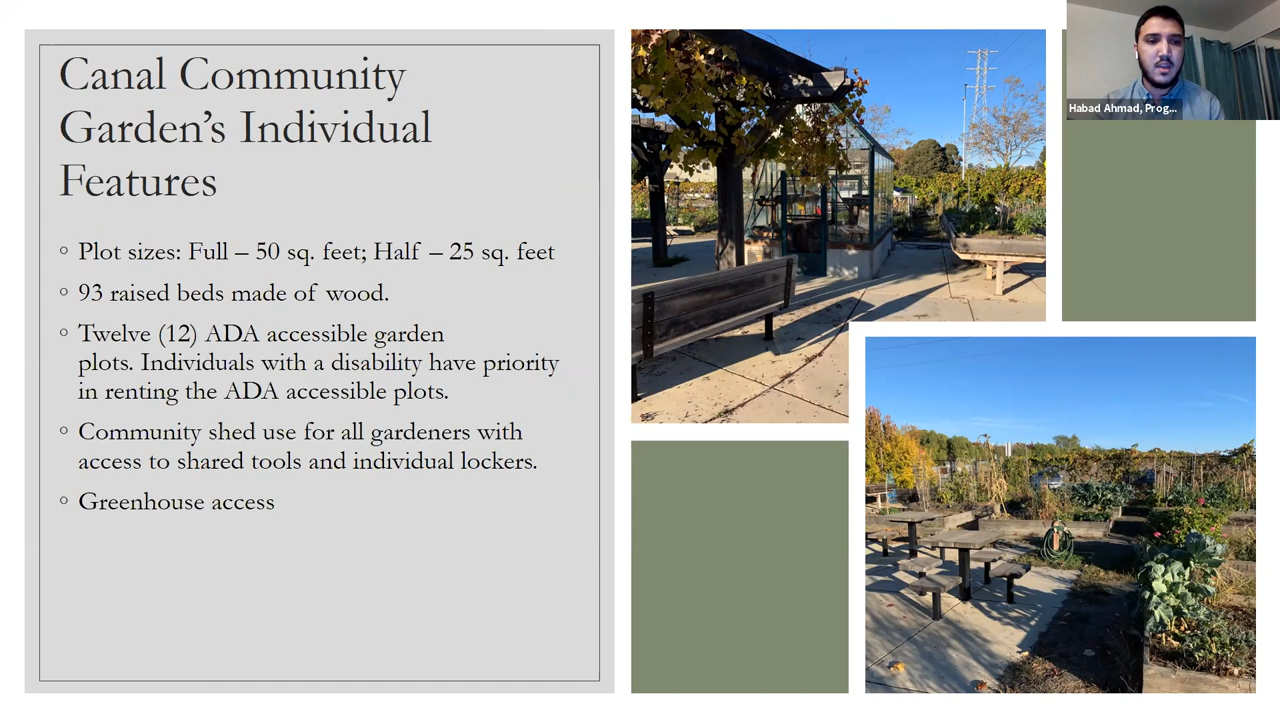 Canal Community
Garden’s Individual
Features
◦ Plot sizes: Full – 50 sq. feet; Half – 25 sq. feet
◦ 93 raised beds made of wood.
◦ Twelve (12) ADA accessible garden
plots. Individuals with a disability have priority
in renting the ADA accessible plots.
◦ Community shed use for all gardeners with
access to shared tools and individual lockers.
◦ Greenhouse access
Habad Ahmad, Prog...